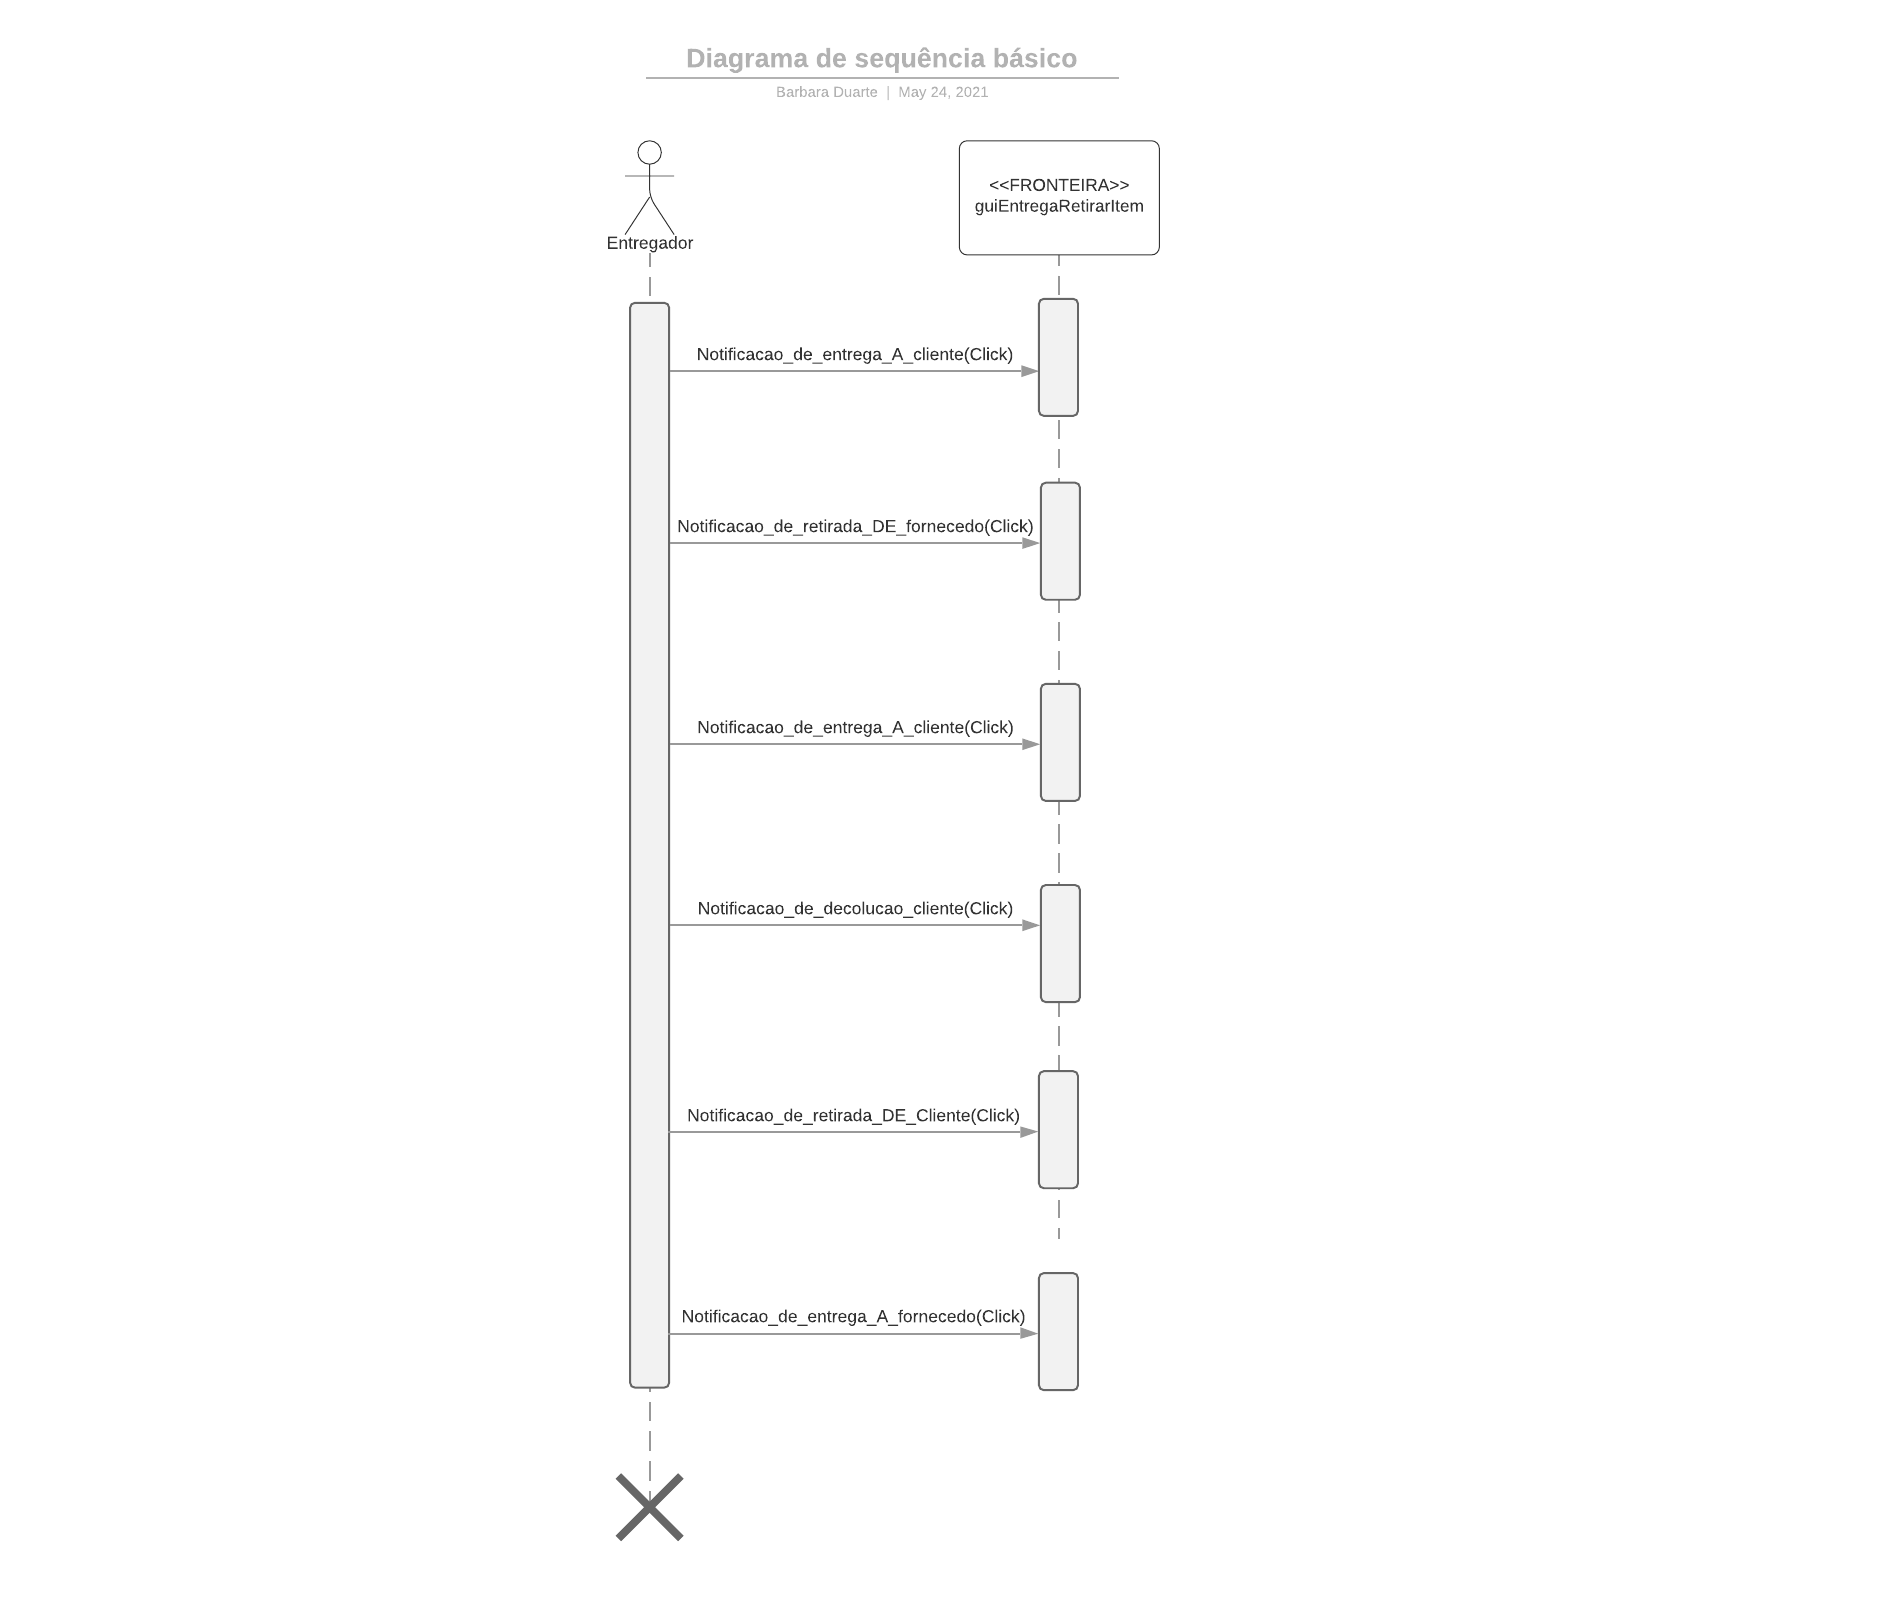 Diagrama de sequência básico
Barbara Duarte | May 24, 2021
<<FRONTEIRA>>
guiEntregaRetirarItem
Entregador
Notificacao_de_entrega_A_cliente(Click)
Notificacao_de_retirada_DE_fornecedo(Click)
Notificacao_de_entrega_A_cliente(Click)
Notificacao_de_decolucao_cliente(Click)
Notificacao_de_retirada_DE_Cliente(Click)
Notificacao_de_entrega_A_fornecedo(Click)